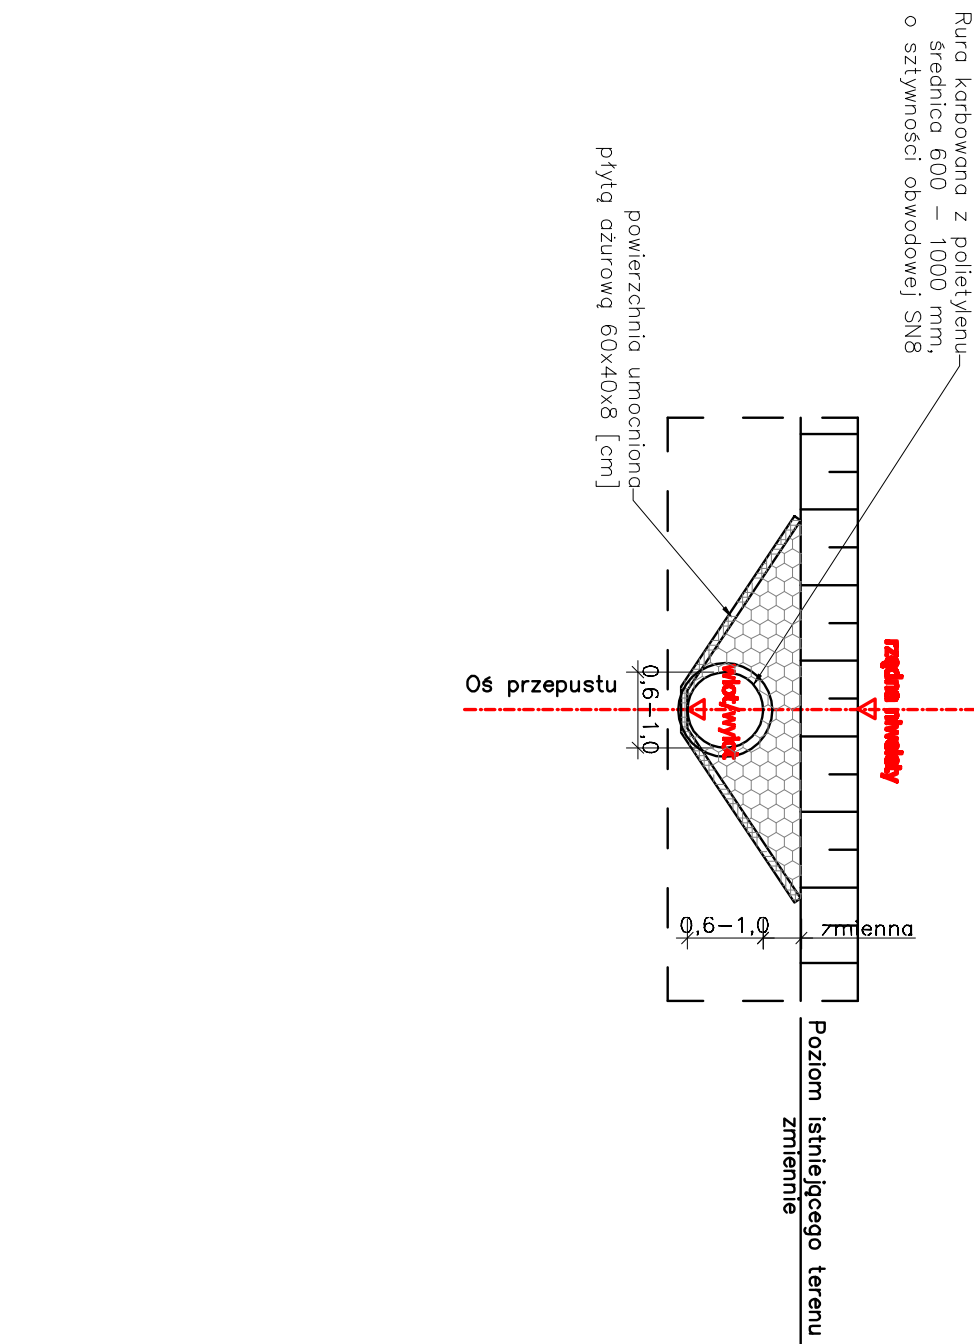 Rura karbowana z polietylenu
średnica 600 – 1000 mm,
o sztywności obwodowej SN8
powierzchnia umocniona
płytą ażurową 60x40x8 [cm]
rzędna niwelety
wlot/wylot
Oś przepustu
0,6–1,0
0,6–1,0
zmienna
Poziom istniejącego terenu
zmiennie